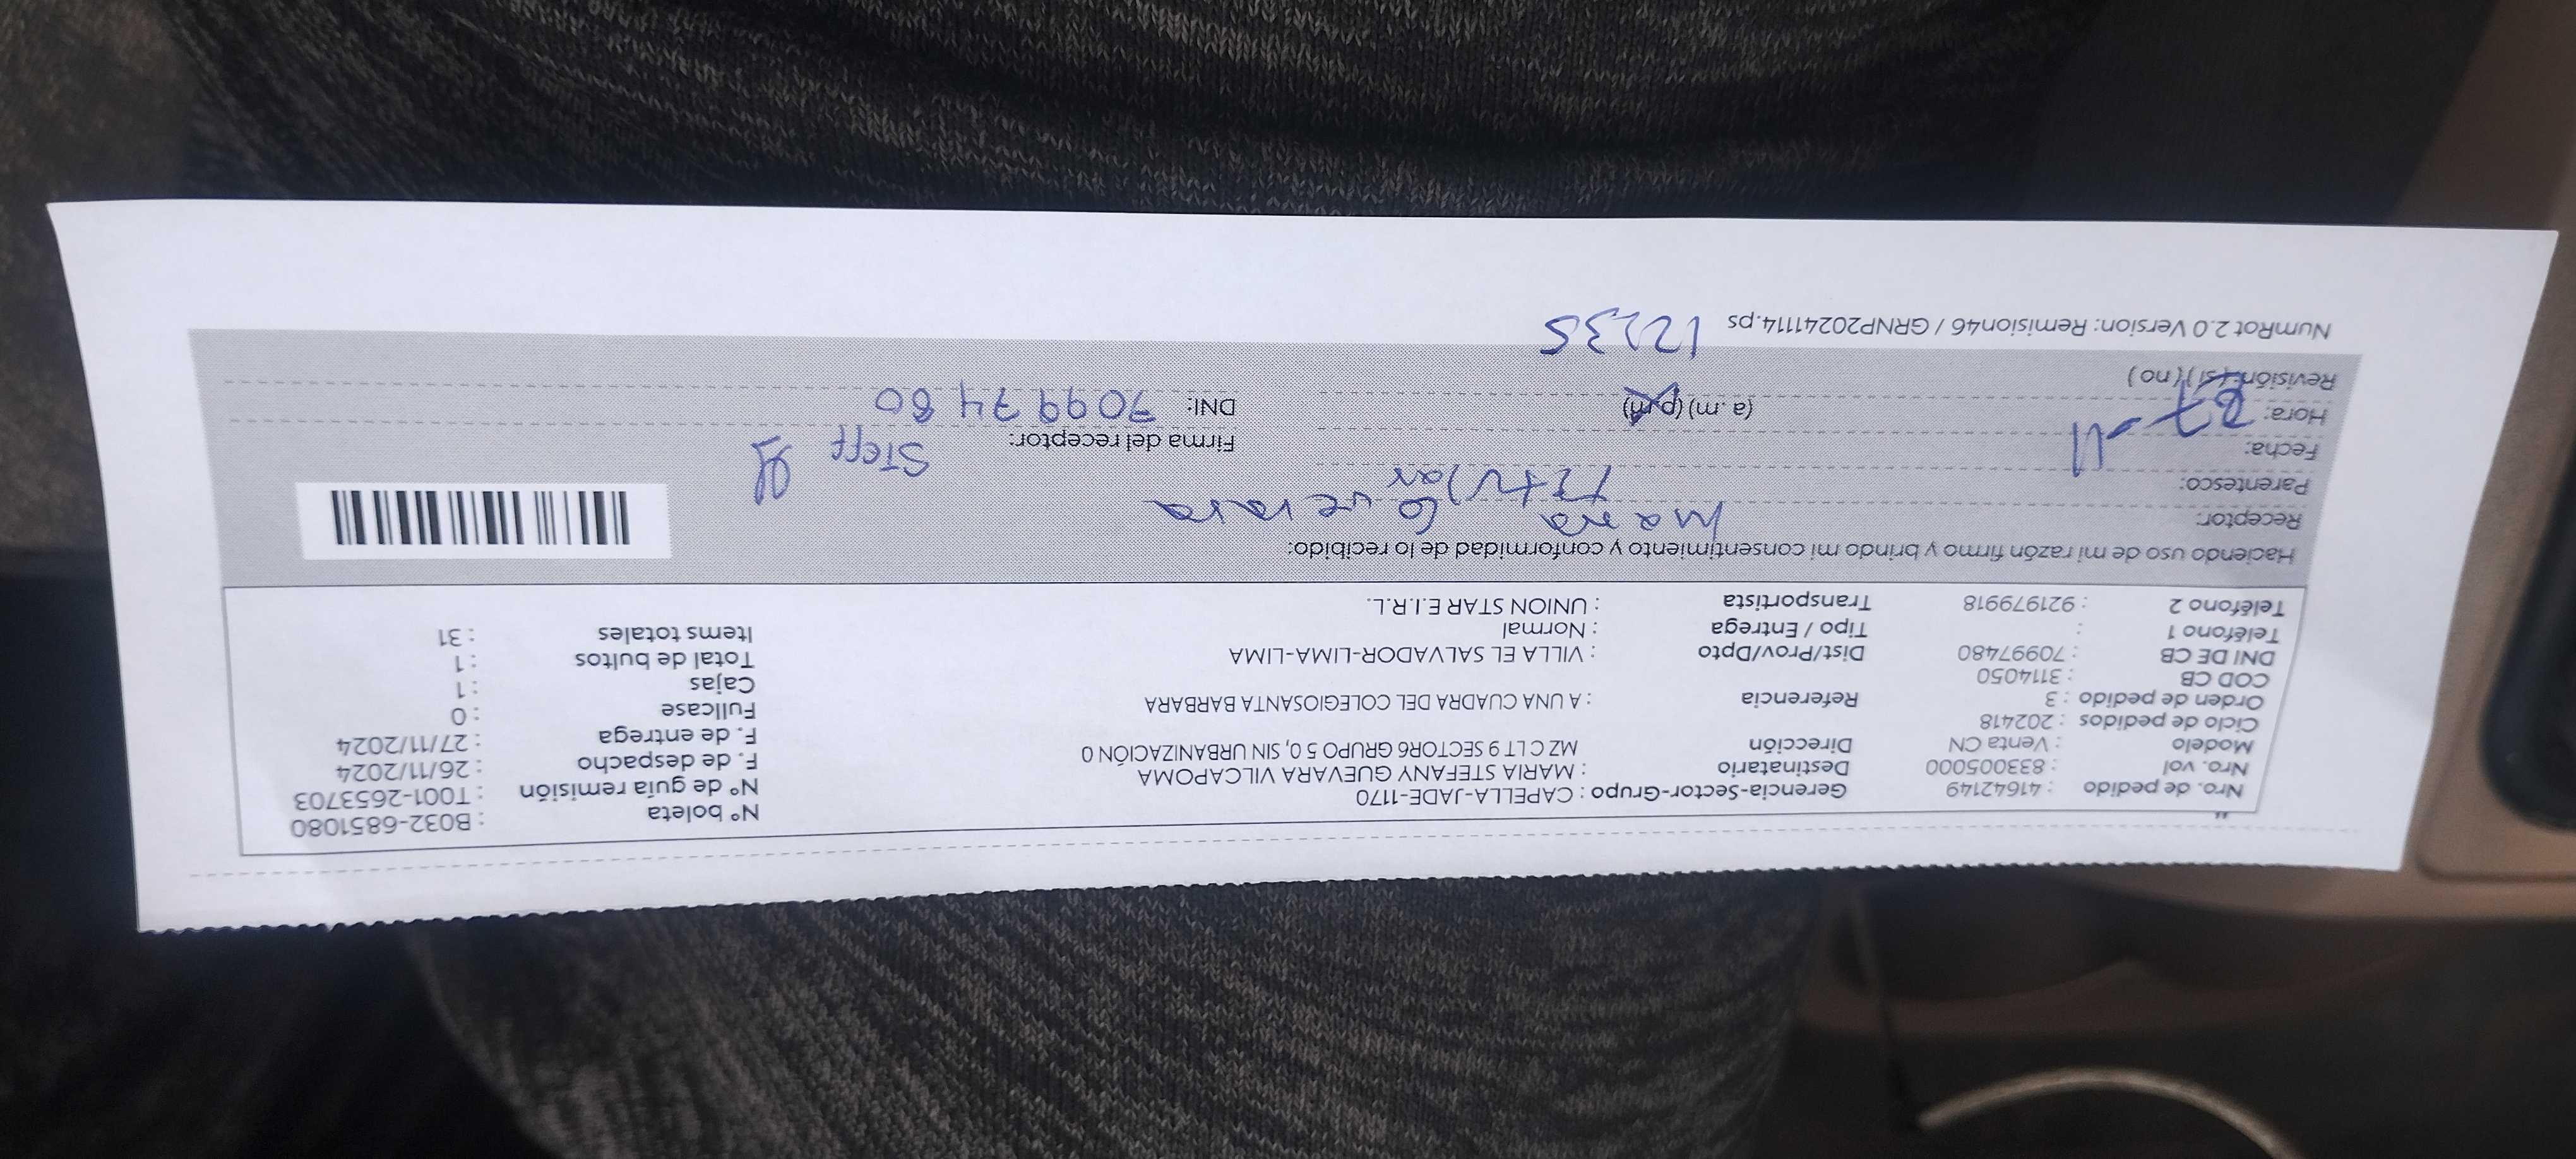 Nro. de pedido : 41642149 Gerencia-Sector-Grupo : CAPELLA-JADE-1170 N° boleta : B032-6851080
Nro. vol : 833005000 Destinatario : MARIA STEFANY GUEVARA VILCAPOMA N° de guía remisión : T001-2653703
Modelo : Venta CN Dirección MZ C LT 9 SECTOR6 GRUPO 5 0, SIN URBANIZACIÓN 0 F. de despacho : 26/11/2024
Ciclo de pedidos : 202418 F. de entrega : 27/11/2024
Orden de pedido : 3 Referencia : A UNA CUADRA DEL COLEGIOSANTA BARBARA Fullcase : 0
COD CB : 3114050 Cajas : 1
DNI DE CB : 70997480 Dist/Prov/Dpto : VILLA EL SALVADOR-LIMA-LIMA Total de bultos : 1
Teléfono 1 : Tipo / Entrega : Normal Items totales : 31
Teléfono 2 : 921979918 Transportista : UNION STAR E.I.R.L.
Haciendo uso de mi razón firmo y brindo mi consentimiento y conformidad de lo recibido:
Receptor: Maria Guevara
Parentesco: Titular
Fecha: 27-11 Firma del receptor: Steff
Hora: (a.m) (p.m) DNI: 70997480
Revisión: (si) (no)
12:35
NumRot 2.0 Version: Remision46 / GRNP20241114.ps